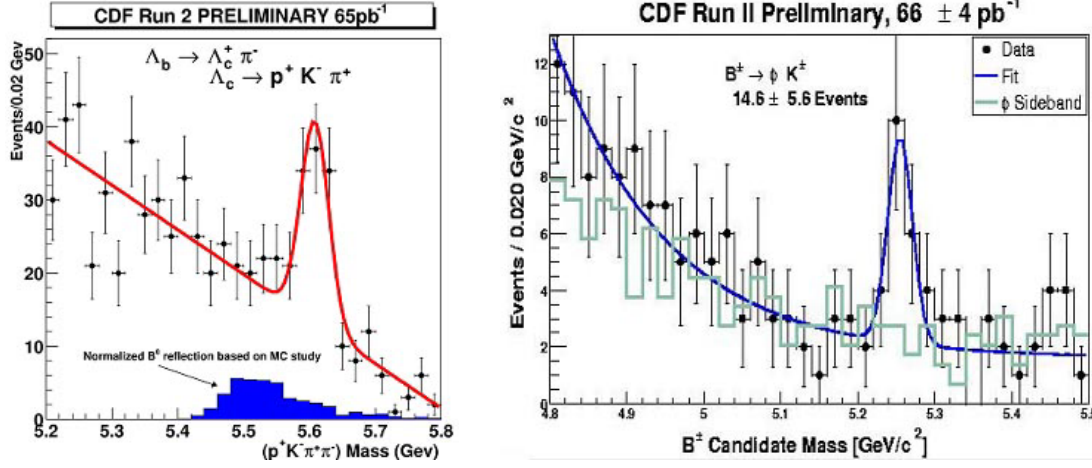 CDF Run 2 PRELIMINARY 65pb⁻¹
Events/0.02 Gev
Λb → Λc⁺ π⁻
Λc → p⁺ K⁻ π⁺
50
40
30
20
10
0
Normalized B⁰ reflection based on MC study
5.2 5.3 5.4 5.5 5.6 5.7 5.8
(p⁺K⁻π⁺π⁻) Mass (Gev)
CDF Run II Preliminary, 66 ± 4 pb⁻¹
Events / 0.020 GeV/c²
B± → ϕ K±
14.6 ± 5.6 Events
Data
Fit
ϕ Sideband
12
10
8
6
4
2
0
4.8 4.9 5 5.1 5.2 5.3 5.4 5.5
B± Candidate Mass [GeV/c²]